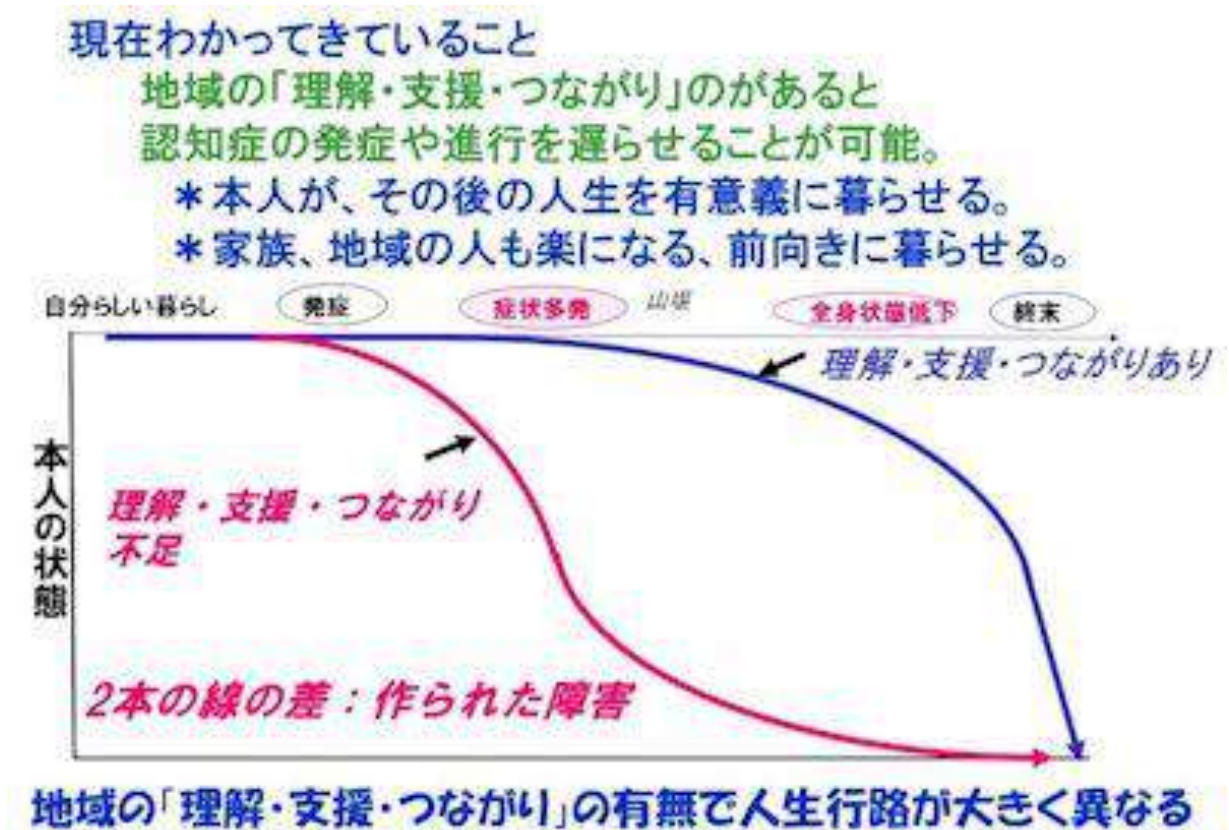 現在わかってきていること
地域の「理解・支援・つながり」のがあると
認知症の発症や進行を遅らせることが可能。
＊本人が、その後の人生を有意義に暮らせる。
＊家族、地域の人も楽になる、前向きに暮らせる。
自分らしい暮らし 発症 症状多発 山場 全身状態低下 終末
理解・支援・つながりあり
本人の状態
理解・支援・つながり
不足
2本の線の差：作られた障害
地域の「理解・支援・つながり」の有無で人生行路が大きく異なる